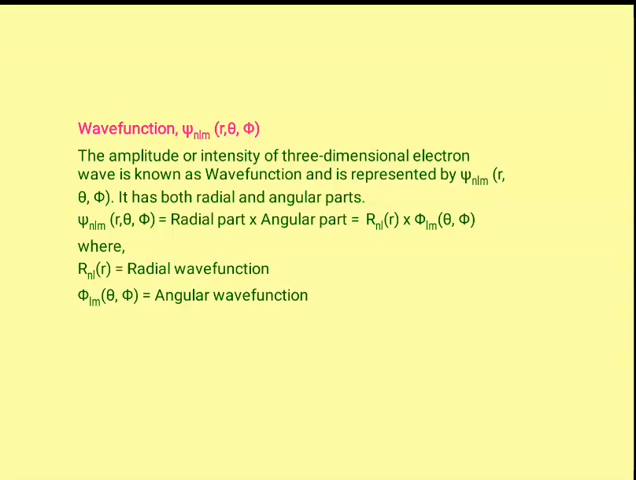 Wavefunction, ψnlm (r,θ, Φ)
The amplitude or intensity of three-dimensional electron
wave is known as Wavefunction and is represented by ψnlm (r,
θ, Φ). It has both radial and angular parts.
ψnlm (r,θ, Φ) = Radial part x Angular part = Rnl(r) x Φlm(θ, Φ)
where,
Rnl(r) = Radial wavefunction
Φlm(θ, Φ) = Angular wavefunction